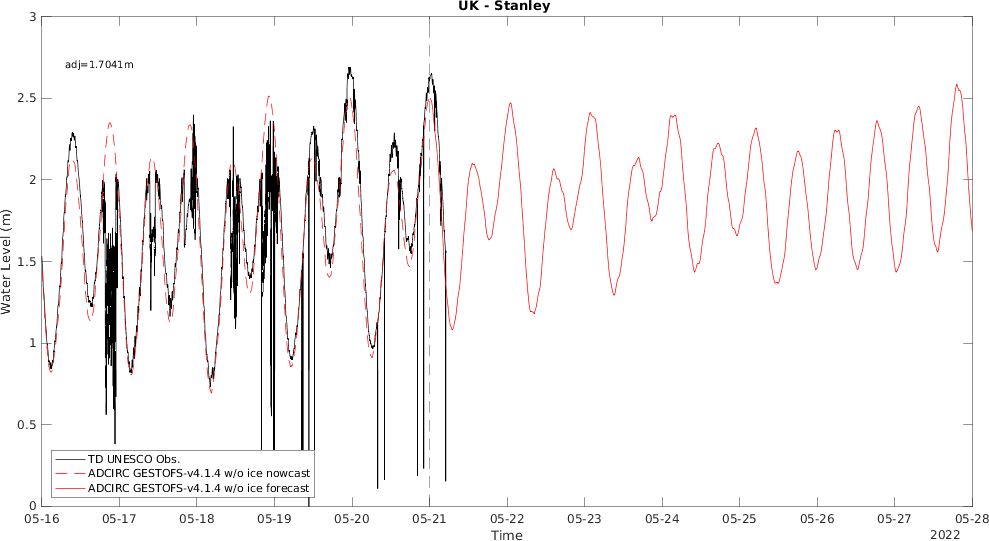 UK - Stanley
adj=1.7041m
Water Level (m)
3
2.5
2
1.5
1
0.5
0
TD UNESCO Obs.
ADCIRC GESTOFS-v4.1.4 w/o ice nowcast
ADCIRC GESTOFS-v4.1.4 w/o ice forecast
05-16 05-17 05-18 05-19 05-20 05-21 05-22 05-23 05-24 05-25 05-26 05-27 05-28
Time
2022